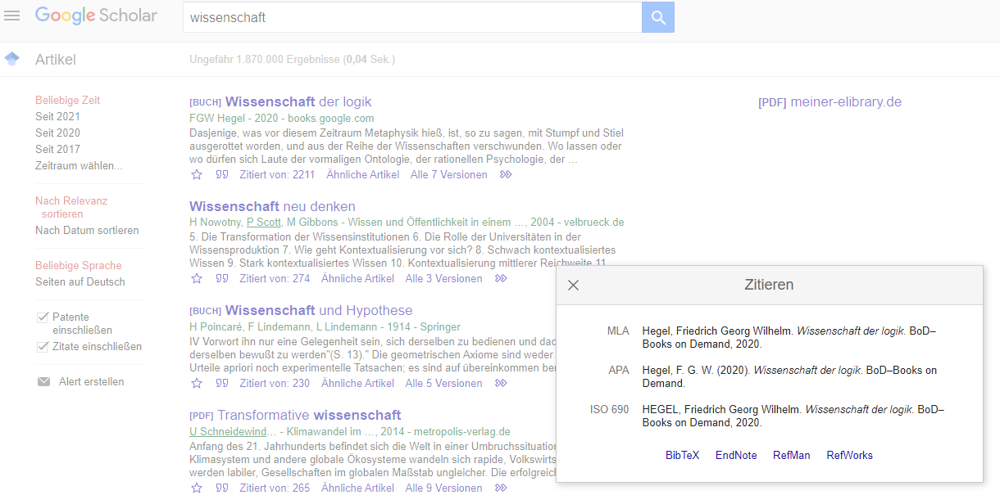 Google Scholar
wissenschaft
Artikel
Ungefähr 1.870.000 Ergebnisse (0,04 Sek.)
Beliebige Zeit
Seit 2021
Seit 2020
Seit 2017
Zeitraum wählen...
Nach Relevanz
sortieren
Nach Datum sortieren
Beliebige Sprache
Seiten auf Deutsch
Patente
einschließen
Zitate einschließen
Alert erstellen
[BUCH] Wissenschaft der logik
FGW Hegel - 2020 - books.google.com
Dasjenige, was vor diesem Zeitraum Metaphysik hieß, ist, so zu sagen, mit Stumpf und Stiel
ausgerottet worden, und aus der Reihe der Wissenschaften verschwunden. Wo lassen oder
wo dürfen sich Laute der vormaligen Ontologie, der rationellen Psychologie, der …
Zitiert von: 2211 Ähnliche Artikel Alle 7 Versionen
[PDF] meiner-elibrary.de
Wissenschaft neu denken
H Nowotny, P Scott, M Gibbons - Wissen und Öffentlichkeit in einem …, 2004 - velbrueck.de
5. Die Transformation der Wissensinstitutionen 6. Die Rolle der Universitäten in der
Wissensproduktion 7. Wie geht Kontextualisierung vor sich? 8. Schwach kontextualisiertes
Wissen 9. Stark kontextualisiertes Wissen 10. Kontextualisierung mittlerer Reichweite 11
Zitiert von: 274 Ähnliche Artikel Alle 3 Versionen
[BUCH] Wissenschaft und Hypothese
H Poincaré, F Lindemann, L Lindemann - 1914 - Springer
IV Vorwort ihn nur eine Gelegenheit sein, sich derselben zu bedienen und
derselben bewußt zu werden"(S. 13)." Die geometrischen Axiome sind weder
Urteile apriori noch experimentelle Tatsachen; es sind auf übereinkommen
Zitiert von: 230 Ähnliche Artikel Alle 5 Versionen
[PDF] Transformative wissenschaft
U Schneidewind… - Klimawandel im …, 2014 - metropolis-verlag.de
Anfang des 21. Jahrhunderts befindet sich die Welt in einer
Klimasystem und andere globale Ökosysteme wandeln sich rapide,
werden labiler, Gesellschaften im globalen Maßstab ungleicher. Die
Zitiert von: 265 Ähnliche Artikel Alle 9 Versionen
Zitieren
MLA Hegel, Friedrich Georg Wilhelm. Wissenschaft der logik. BoD–
Books on Demand, 2020.
APA Hegel, F. G. W. (2020). Wissenschaft der logik. BoD–Books on
Demand.
ISO 690 HEGEL, Friedrich Georg Wilhelm. Wissenschaft der logik. BoD–
Books on Demand, 2020.
BibTeX EndNote RefMan RefWorks